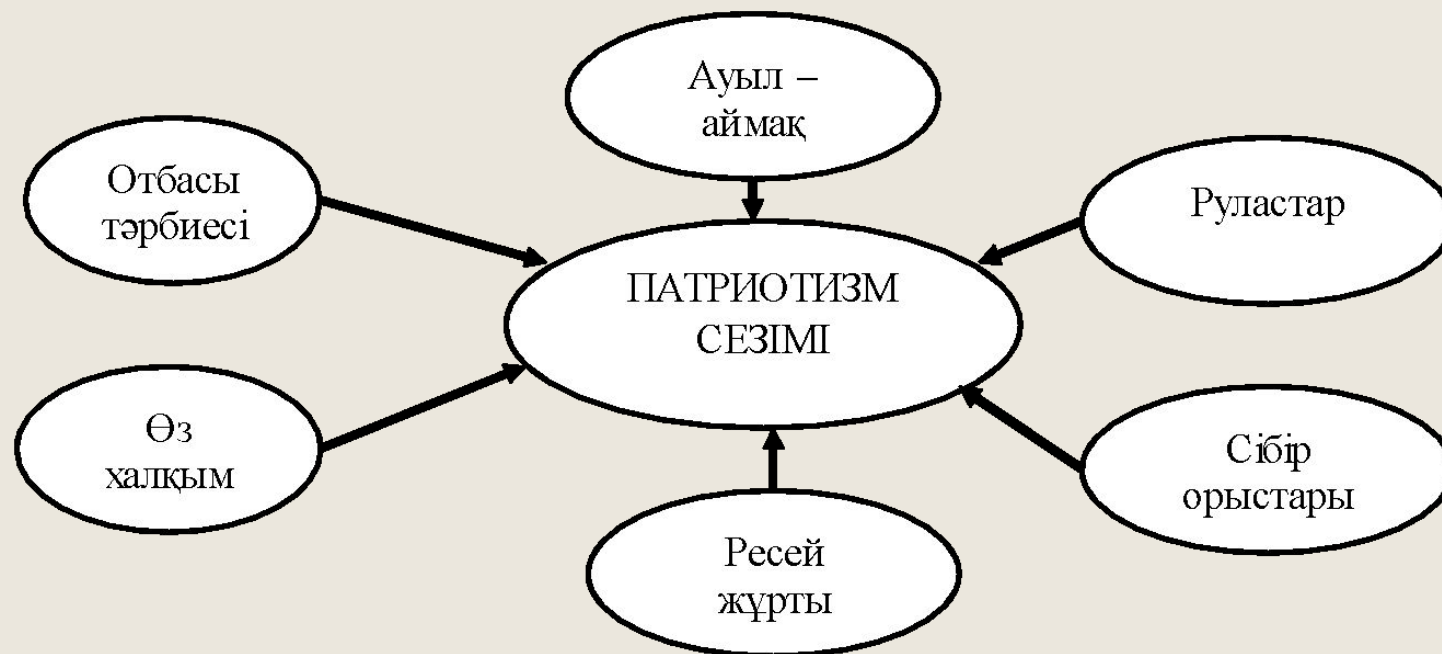 Ауыл –
аймақ
Отбасы
тәрбиесі
Руластар
ПАТРИОТИЗМ
СЕЗІМІ
Өз
халқым
Сібір
орыстары
Ресей
жұрты